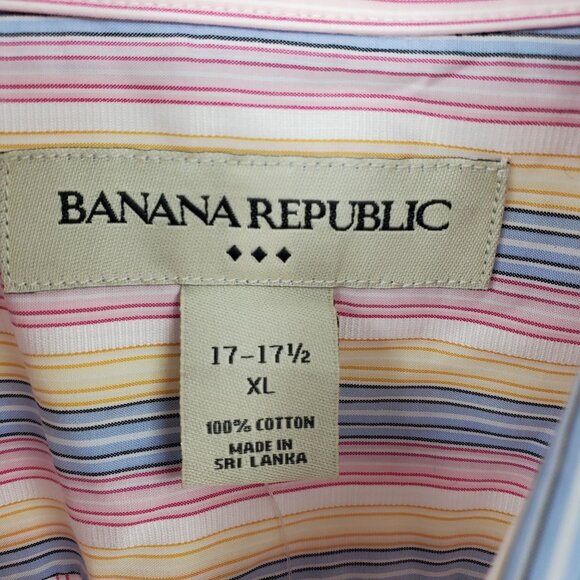 BANANA REPUBLIC
17-17½
XL
100% COTTON
MADE IN
SRI LANKA